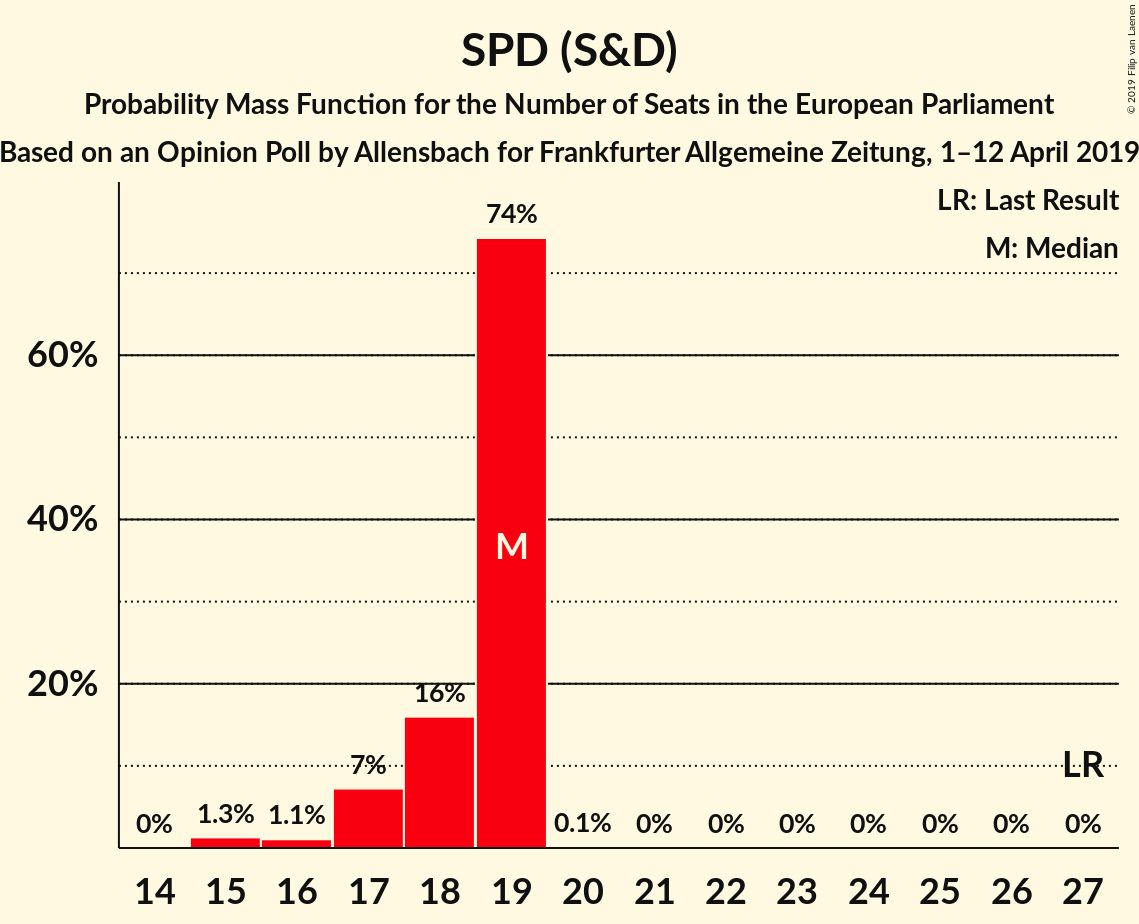 SPD (S&D)
Probability Mass Function for the Number of Seats in the European Parliament
Based on an Opinion Poll by Allensbach for Frankfurter Allgemeine Zeitung, 1–12 April 2019
© 2019 Filip van Laenen
LR: Last Result
M: Median
74%
60%
40%
M
20%
16%
7%
LR
0% 1.3% 1.1% 0.1% 0% 0% 0% 0% 0% 0% 0%
14 15 16 17 18 19 20 21 22 23 24 25 26 27